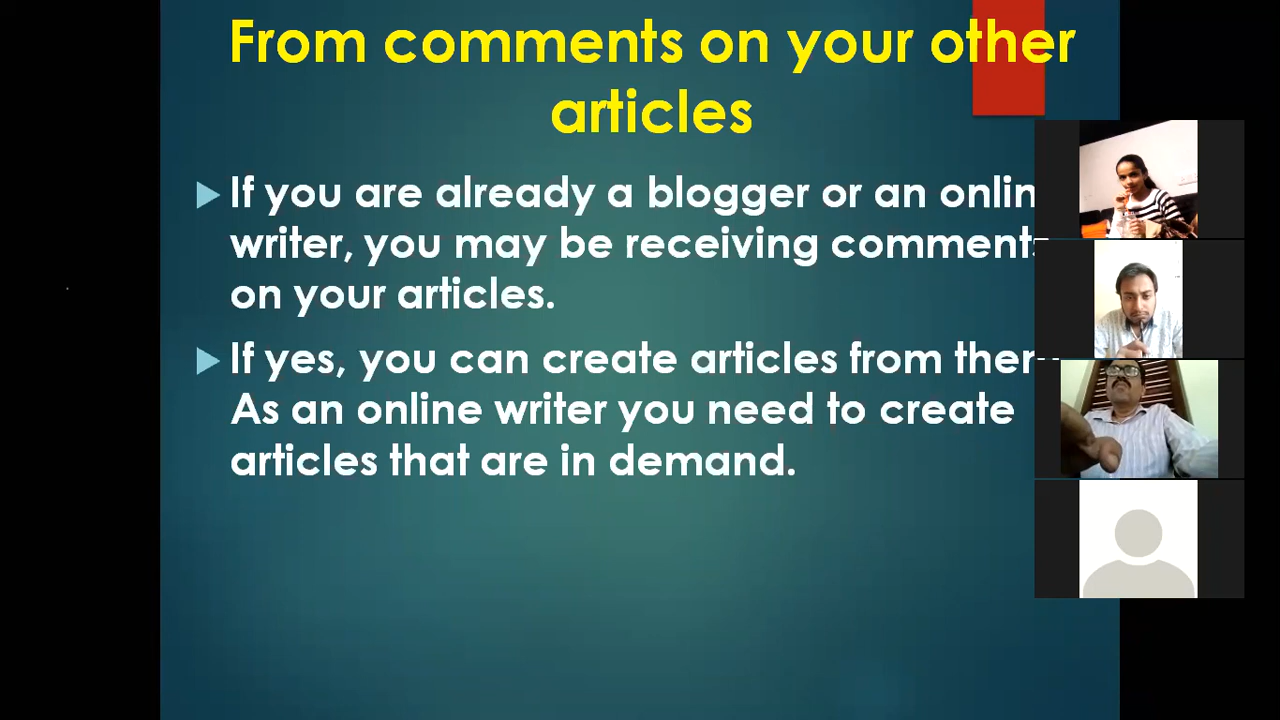 From comments on your other
articles
If you are already a blogger or an onlin
writer, you may be receiving comments
on your articles.
If yes, you can create articles from
As an online writer you need to create
articles that are in demand.